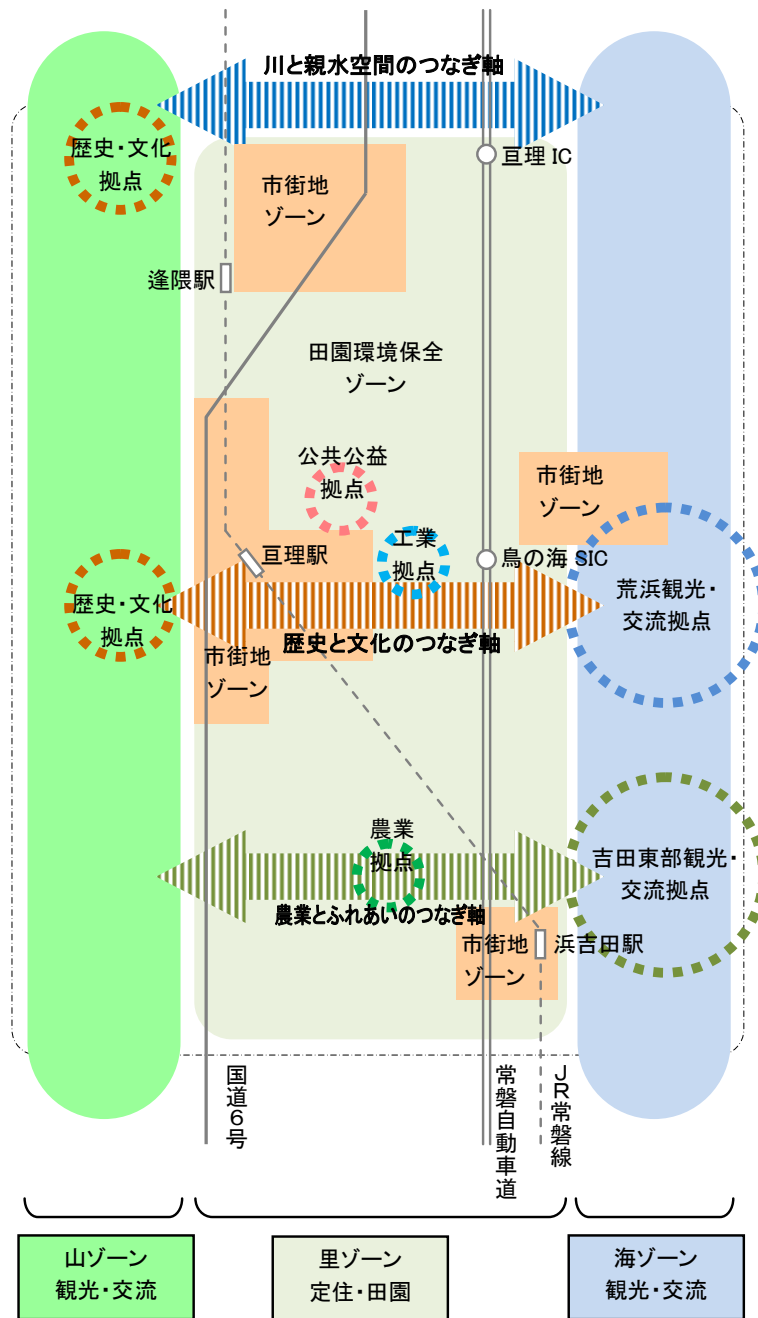 川と親水空間のつなぎ軸
歴史・文化
拠点
亘理 IC
市街地
ゾーン
逢隈駅
田園環境保全
ゾーン
公共公益
拠点
市街地
ゾーン
工業
拠点
鳥の海 SIC
亘理駅
歴史・文化
拠点
荒浜観光・
交流拠点
歴史と文化のつなぎ軸
市街地
ゾーン
農業
拠点
吉田東部観光・
交流拠点
農業とふれあいのつなぎ軸
市街地
ゾーン
浜吉田駅
国道6号
常磐自動車道
JR常磐線
山ゾーン
観光・交流
里ゾーン
定住・田園
海ゾーン
観光・交流